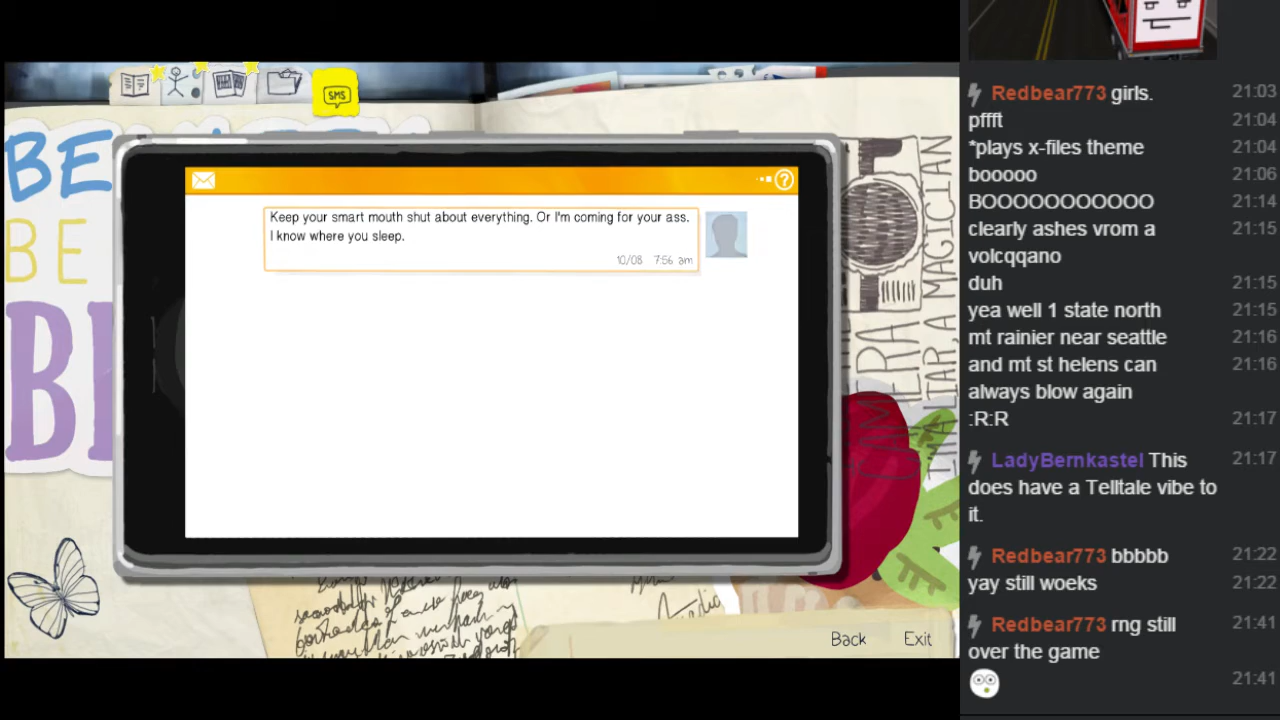 SMS
BE
BE
BE
Keep your smart mouth shut about everything. Or I'm coming for your ass.
I know where you sleep.
10/08 7:56 am
?
CAMERA
I'M A LIAR, A MAGICIAN
Back
Exit
Redbear773 girls. 21:03
pffft 21:04
*plays x-files theme 21:04
booooo 21:06
BOOOOOOOOOOO 21:14
clearly ashes vrom a 21:15
volcqqano
duh 21:15
yea well 1 state north 21:15
mt rainier near seattle 21:16
and mt st helens can 21:16
always blow again
:R:R 21:17
LadyBernkastel This 21:17
does have a Telltale vibe to
it.
Redbear773 bbbbb 21:22
yay still woeks 21:22
Redbear773 rng still 21:41
over the game
21:41